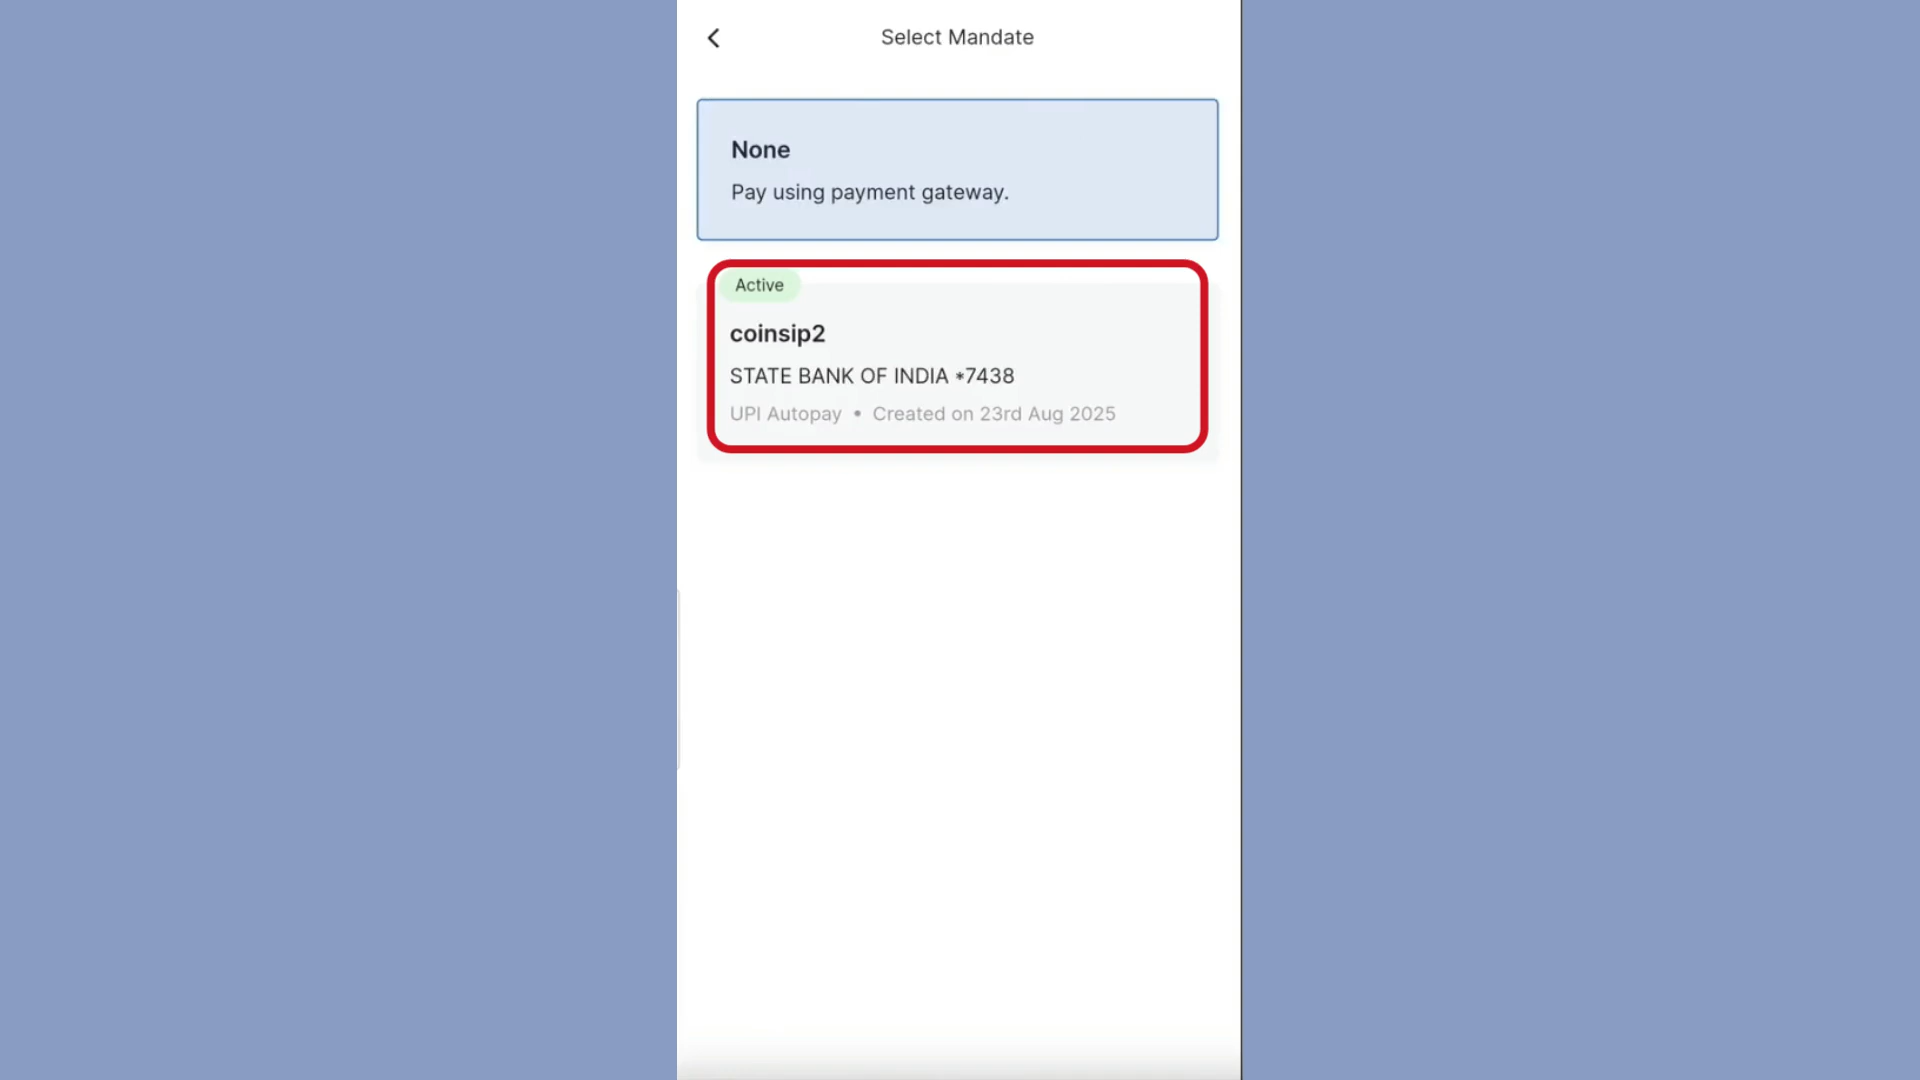 Select Mandate
None
Pay using payment gateway.
Active
coinsip2
STATE BANK OF INDIA *7438
UPI Autopay • Created on 23rd Aug 2025